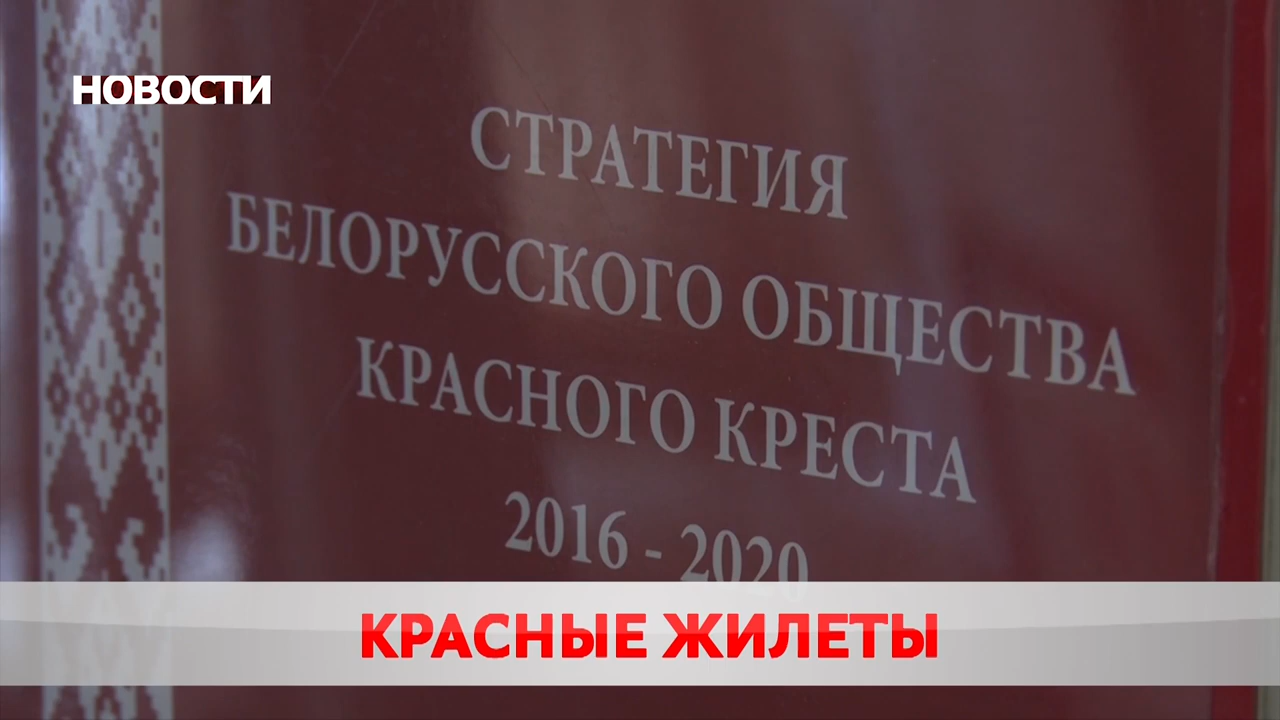 НОВОСТИ
СТРАТЕГИЯ
БЕЛОРУССКОГО ОБЩЕСТВА
КРАСНОГО КРЕСТА
2016 - 2020
КРАСНЫЕ ЖИЛЕТЫ